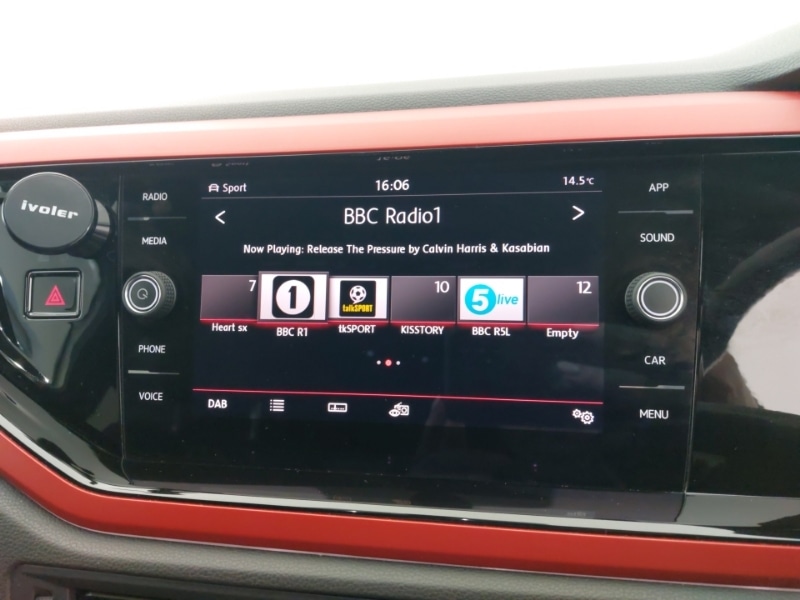 ivoler
RADIO
MEDIA
PHONE
VOICE
Sport 16:06 14.5°C
< BBC Radio1 >
Now Playing: Release The Pressure by Calvin Harris & Kasabian
7 1 talkSPORT 10 5 live 12
Heart sx BBC R1 tkSPORT KISSTORY BBC R5L Empty
DAB
APP
SOUND
CAR
MENU